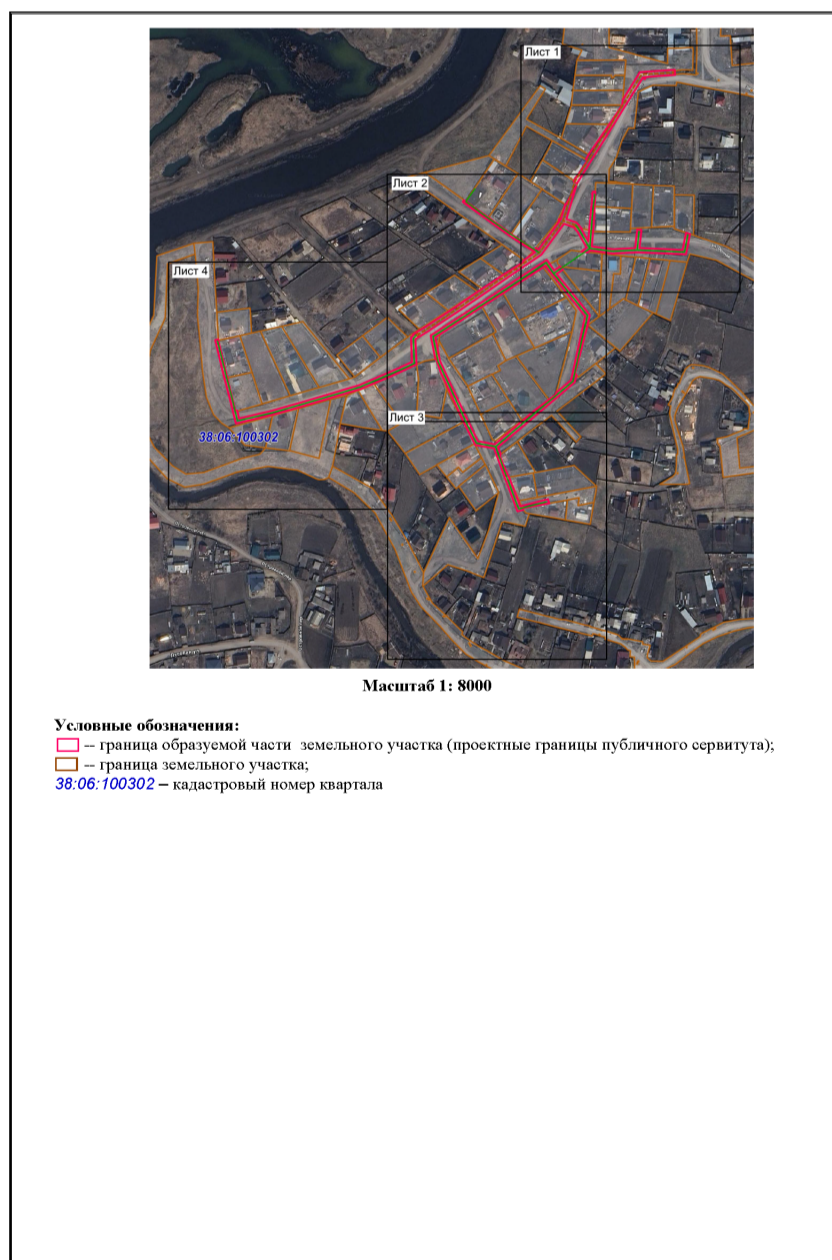 Лист 1
Лист 2
Лист 4
Лист 3
38:06:100302
Масштаб 1: 8000
Условные обозначения:
-- граница образуемой части земельного участка (проектные границы публичного сервитута);
-- граница земельного участка;
38:06:100302 – кадастровый номер квартала